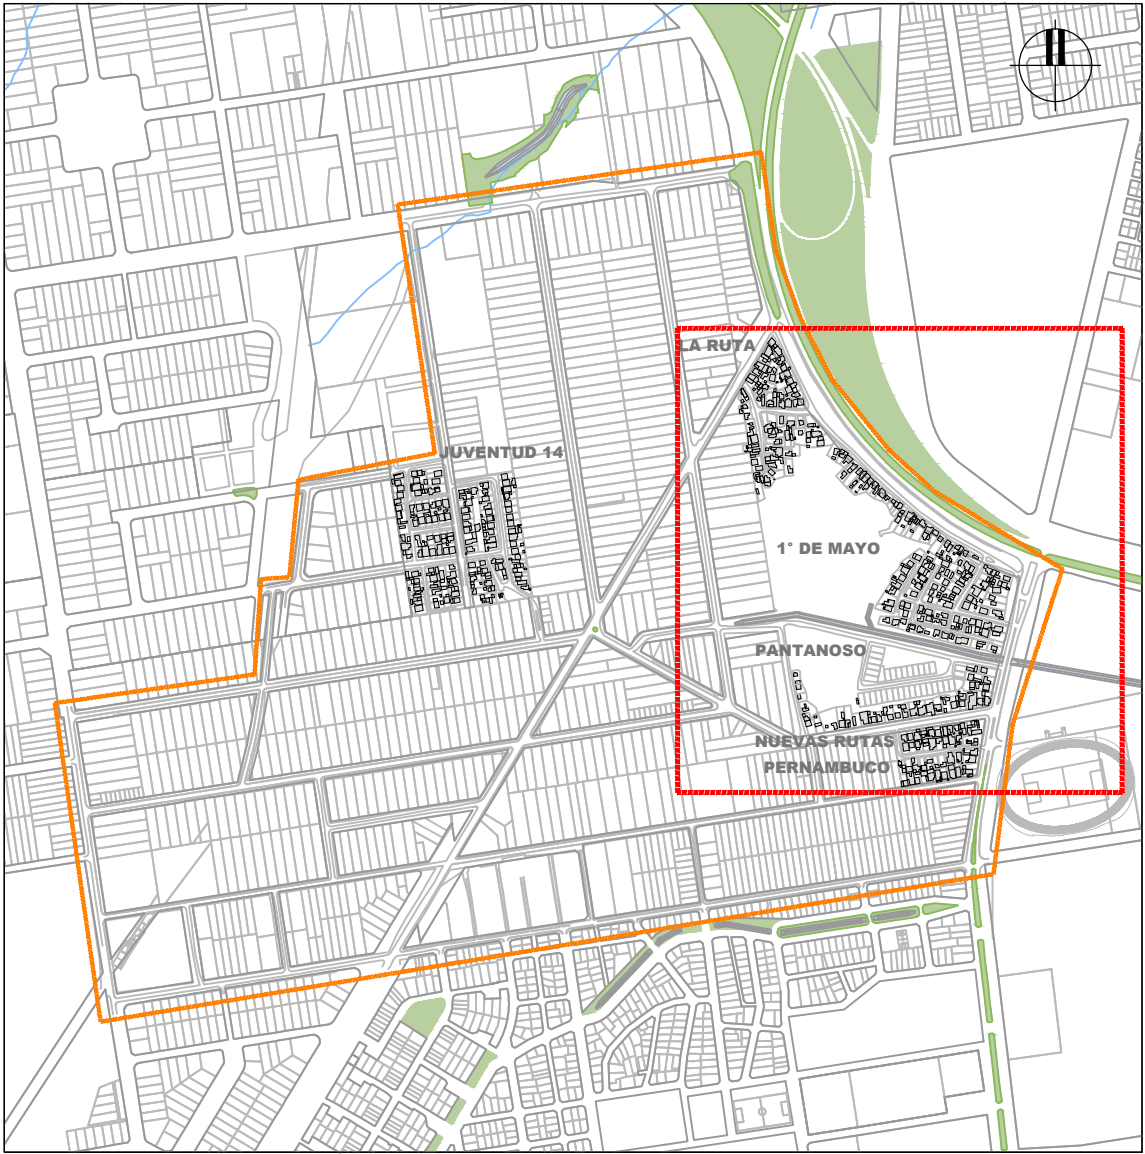 LA RUTA
JUVENTUD 14
1° DE MAYO
PANTANOSO
NUEVAS RUTAS
PERNAMBUCO